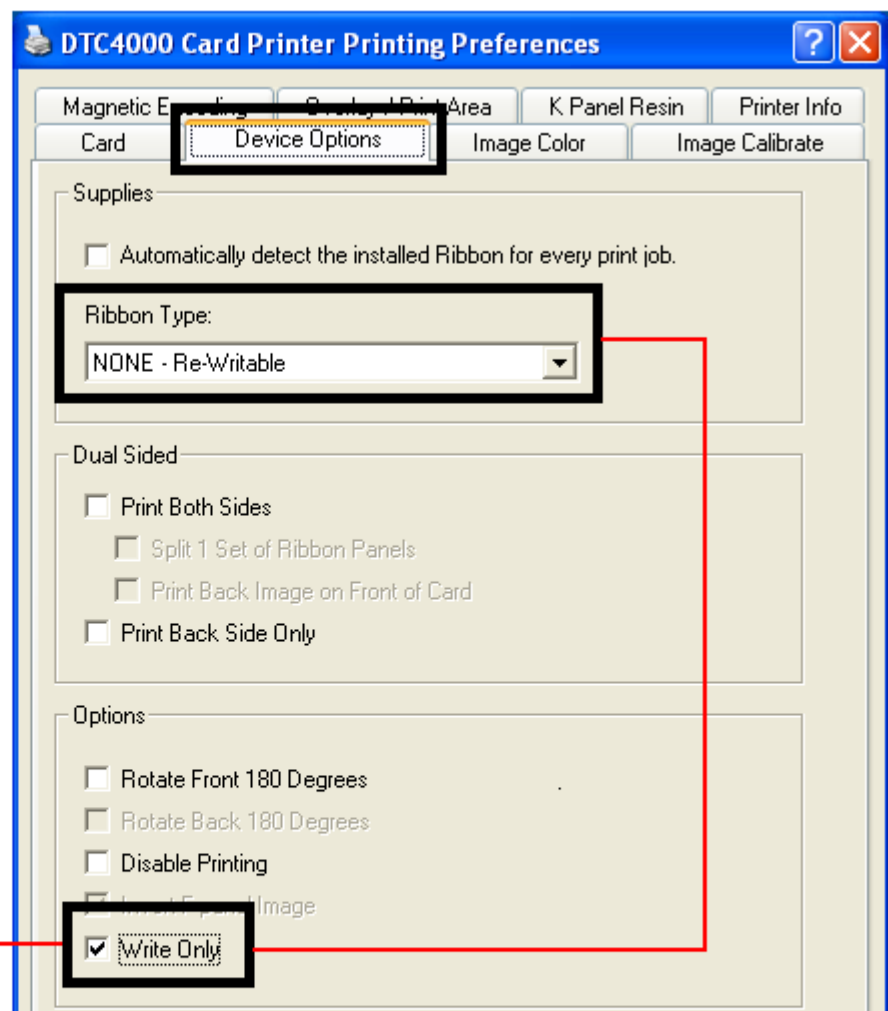 DTC4000 Card Printer Printing Preferences
Magnetic Print Area K Panel Resin Printer Info
Card Device Options Image Color Image Calibrate
Supplies
Automatically detect the installed Ribbon for every print job.
Ribbon Type:
NONE - Re-Writable
Dual Sided
Print Both Sides
Split 1 Set of Ribbon Panels
Print Back Image on Front of Card
Print Back Side Only
Options
Rotate Front 180 Degrees
Rotate Back 180 Degrees
Disable Printing
Image
Write Only